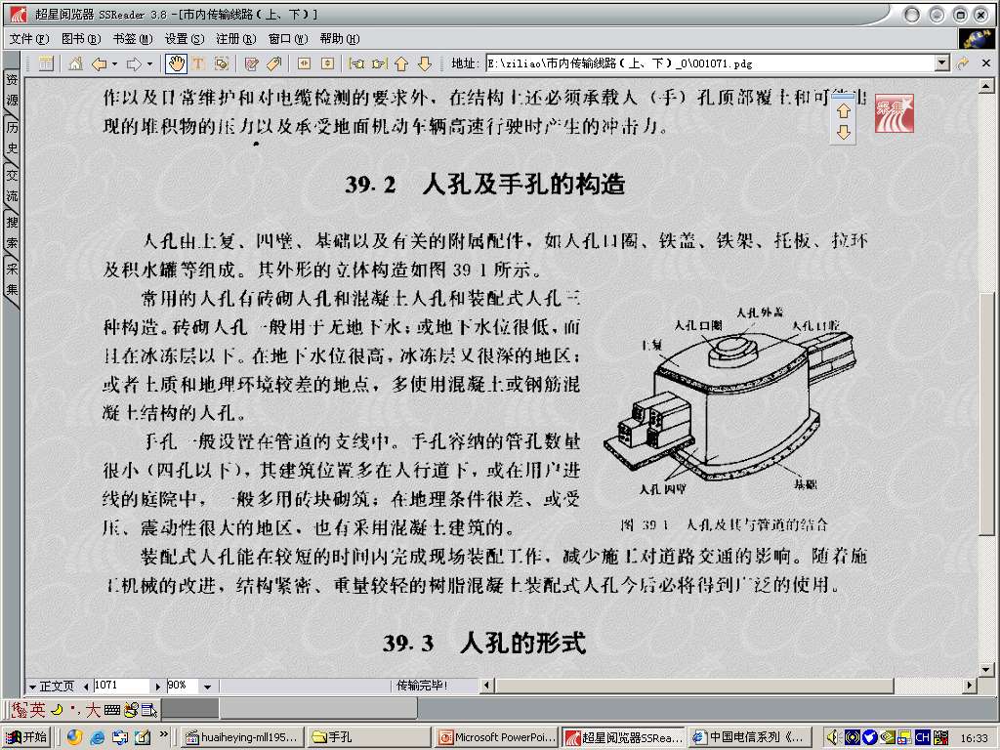 超星阅览器 SSReader 3.8 -[市内传输线路（上、下）]
文件(F) 图书(B) 书签(M) 设置(S) 注册(R) 窗口(W) 帮助(H)
地址: E:\ziliao\市内传输线路（上、下）_0\001071.pdg
资源
历史
交流
搜索
采集
采集
作以及日常维护和对电缆检测的要求外，在结构上还必须承载人（手）孔顶部覆土和可能出
现的堆积物的压力以及承受地面机动车辆高速行驶时产生的冲击力。
39.2 人孔及手孔的构造
人孔由上复、四壁、基础以及有关的附属配件，如人孔口圈、铁盖、铁架、托板、拉环
及积水罐等组成。其外形的立体构造如图 39-1 所示。
常用的人孔有砖砌人孔和混凝土人孔和装配式人孔三
种构造。砖砌人孔一般用于无地下水；或地下水位很低，而
且在冰冻层以下。在地下水位很高，冰冻层又很深的地区；
或者土质和地理环境较差的地点，多使用混凝土或钢筋混
凝土结构的人孔。
手孔一般设置在管道的支线中。手孔容纳的管孔数量
很小（四孔以下），其建筑位置多在人行道下，或在用户进
线的庭院中，一般多用砖块砌筑；在地理条件很差、或受
压、震动性很大的地区，也有采用混凝土建筑的。
人孔外盖
人孔口圈
人孔口腔
上复
人孔四壁
基础
图 39-1 人孔及其与管道的结合
装配式人孔能在较短的时间内完成现场装配工作，减少施工对道路交通的影响。随着施
工机械的改进，结构紧密、重量较轻的树脂混凝土装配式人孔今后必将得到广泛的使用。
39.3 人孔的形式
正文页 1071 90% 传输完毕!
英 大
开始 huaiheying-mll195... 手孔 Microsoft PowerPoi... 超星阅览器SSRea... 中国电信系列《... CH 16:33